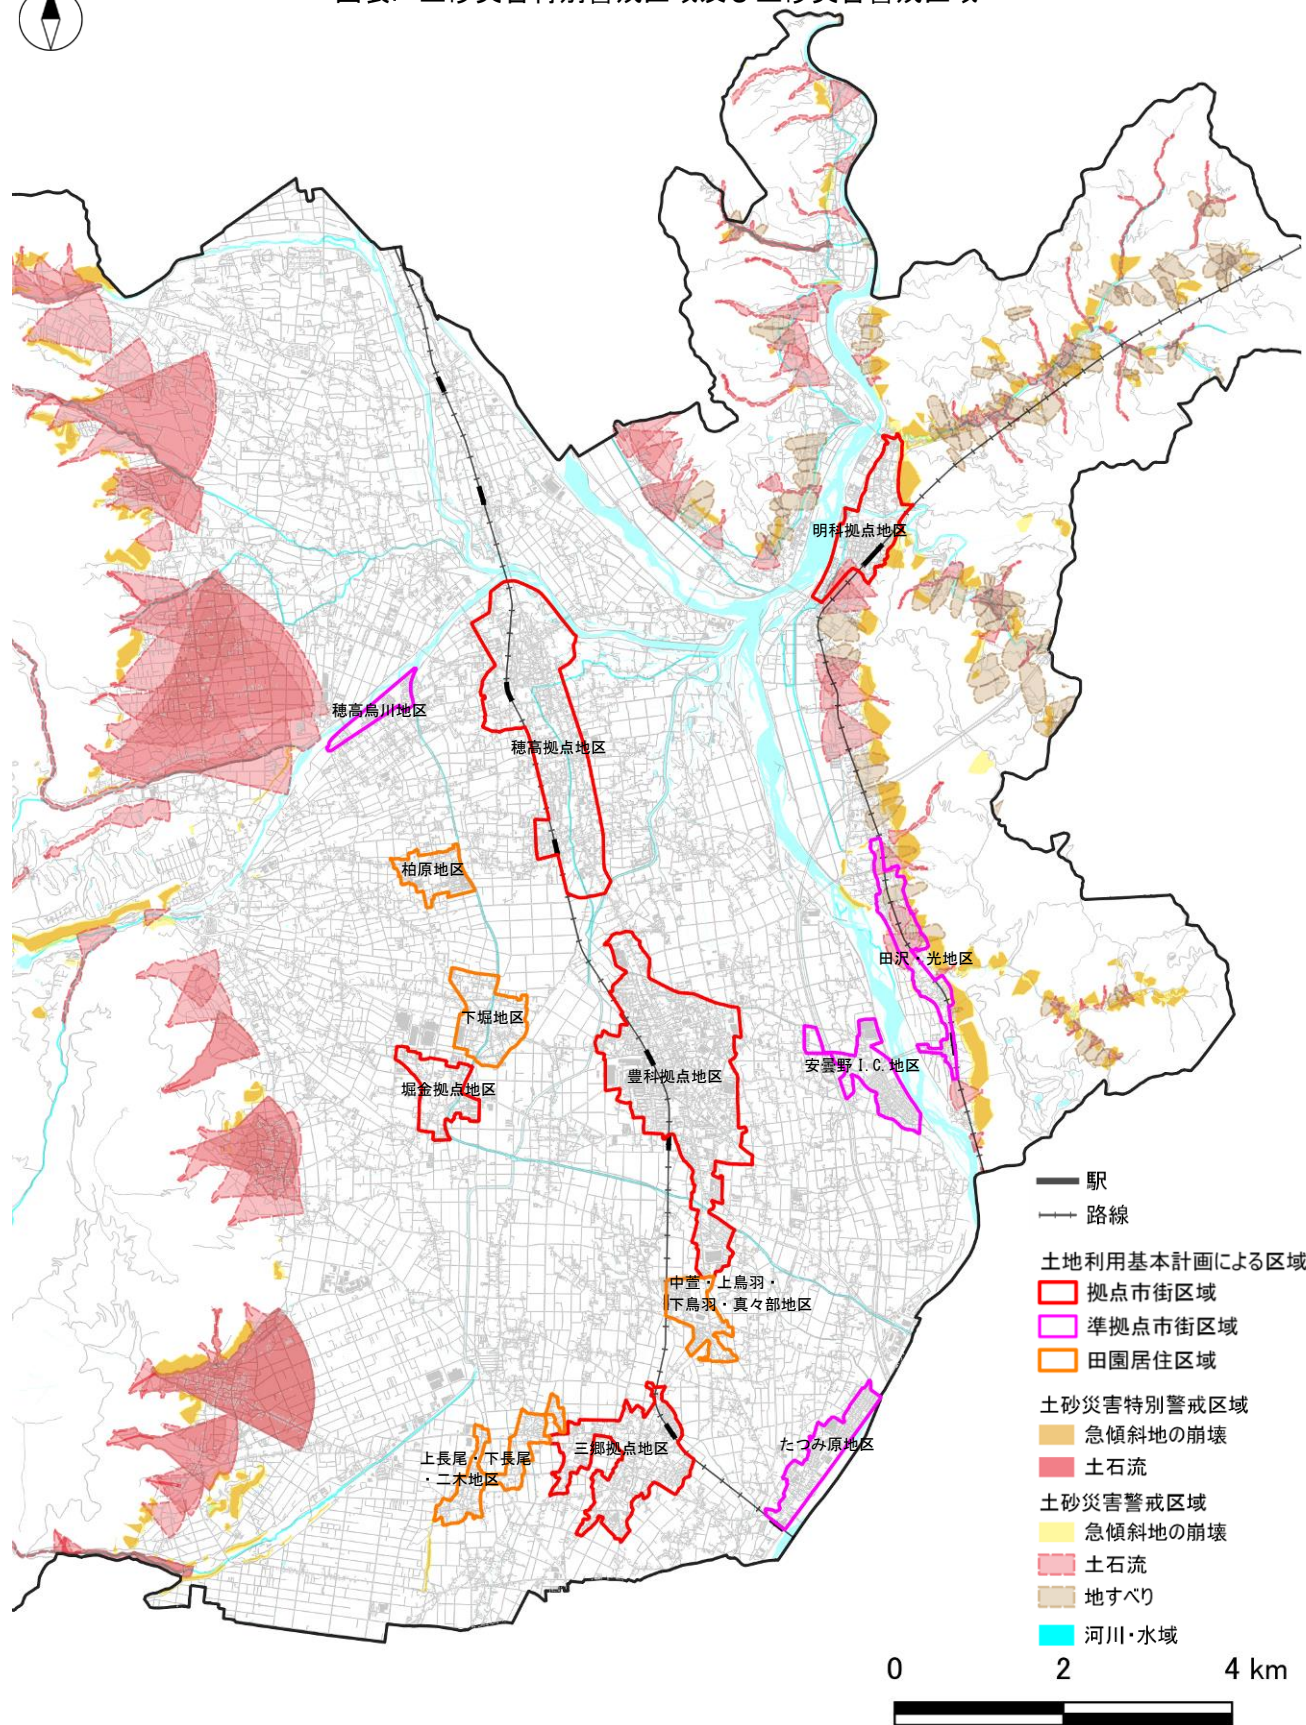 明科拠点地区
穂高烏川地区
穂高拠点地区
柏原地区
田沢・光地区
下堀地区
安曇野I.C.地区
豊科拠点地区
堀金拠点地区
中萱・上鳥羽・
下鳥羽・真々部地区
たつみ原地区
三郷拠点地区
上長尾・下長尾
・二木地区
駅
路線
土地利用基本計画による区域
拠点市街区域
準拠点市街区域
田園居住区域
土砂災害特別警戒区域
急傾斜地の崩壊
土石流
土砂災害警戒区域
急傾斜地の崩壊
土石流
地すべり
河川・水域
0 2 4 km